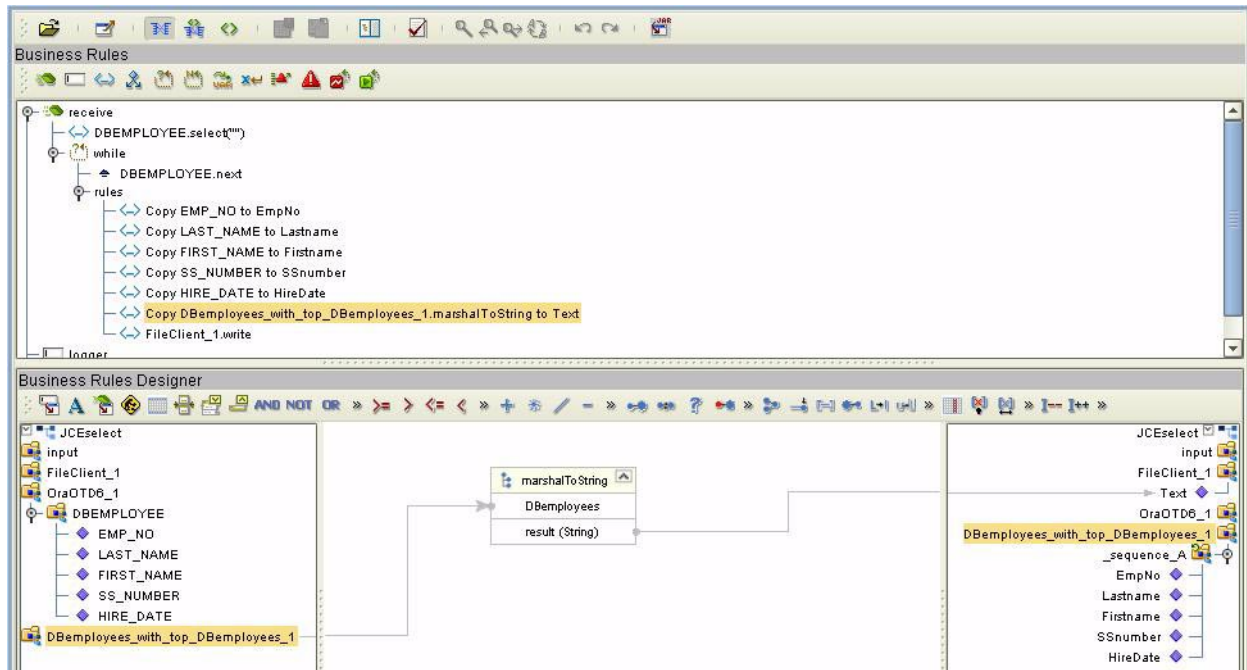 JAR
Business Rules
receive
DBEMPLOYEE.select("")
while
DBEMPLOYEE.next
rules
Copy EMP_NO to EmpNo
Copy LAST_NAME to Lastname
Copy FIRST_NAME to Firstname
Copy SS_NUMBER to SSnumber
Copy HIRE_DATE to HireDate
Copy DBemployees_with_top_DBemployees_1.marshalToString to Text
FileClient_1.write
logger
Business Rules Designer
A AND NOT OR » >= > <= < » + * / - » ? » » I-- I++ »
JCEselect
input
FileClient_1
OraOTD6_1
DBEMPLOYEE
EMP_NO
LAST_NAME
FIRST_NAME
SS_NUMBER
HIRE_DATE
DBemployees_with_top_DBemployees_1
marshalToString
DBemployees
result (String)
JCEselect
input
FileClient_1
Text
OraOTD6_1
DBemployees_with_top_DBemployees_1
_sequence_A
EmpNo
Lastname
Firstname
SSnumber
HireDate